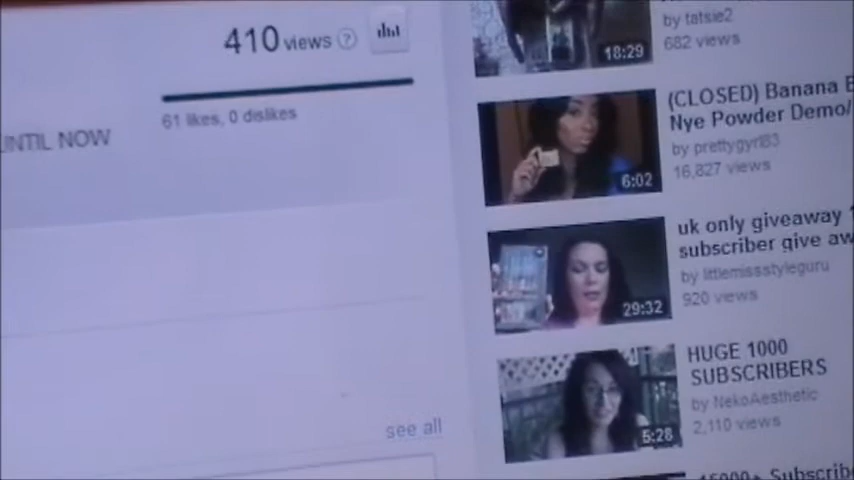 410 views ?
61 likes, 0 dislikes
UNTIL NOW
see all
18:29
by tatsie2
682 views
(CLOSED) Banana
Nye Powder Demo/
by prettygyrl83
16,827 views
6:02
uk only giveaway
subscriber give aw
by littlemissstyleguru
920 views
29:32
HUGE 1000
SUBSCRIBERS
by NekoAesthetic
2,110 views
5:28
15000+ Subscrib